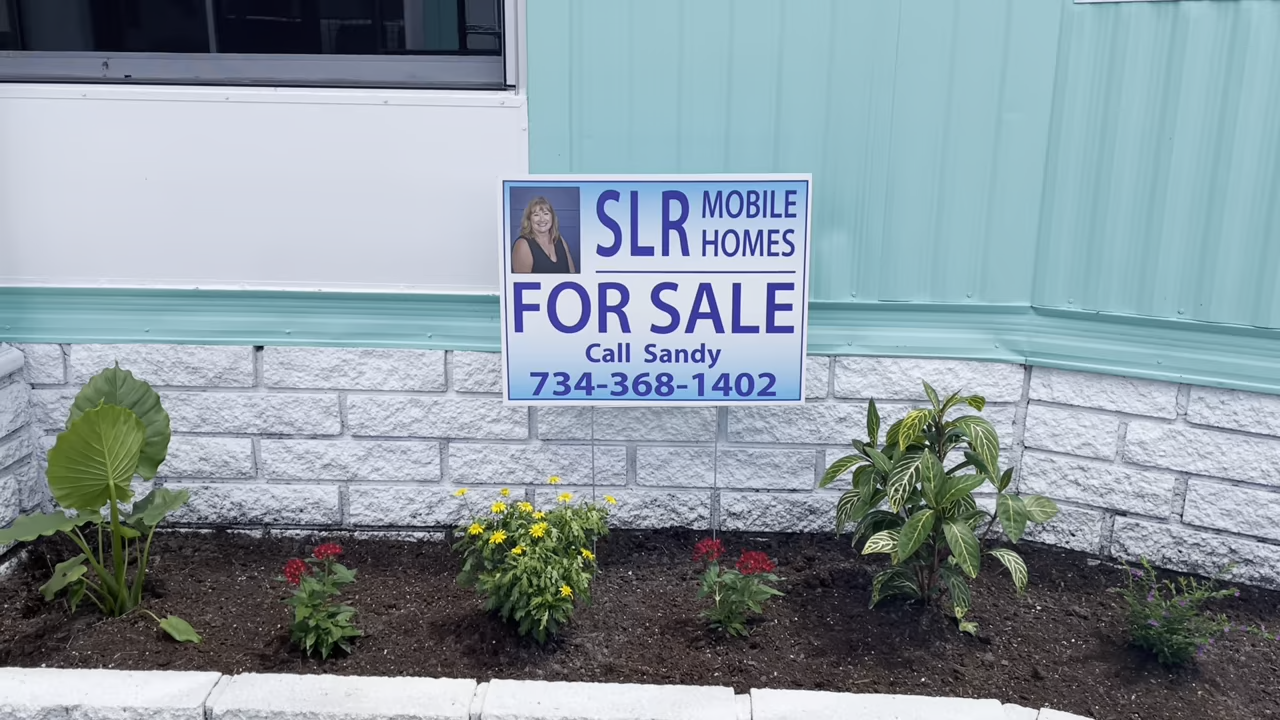 SLR MOBILE
HOMES
FOR SALE
Call Sandy
734-368-1402